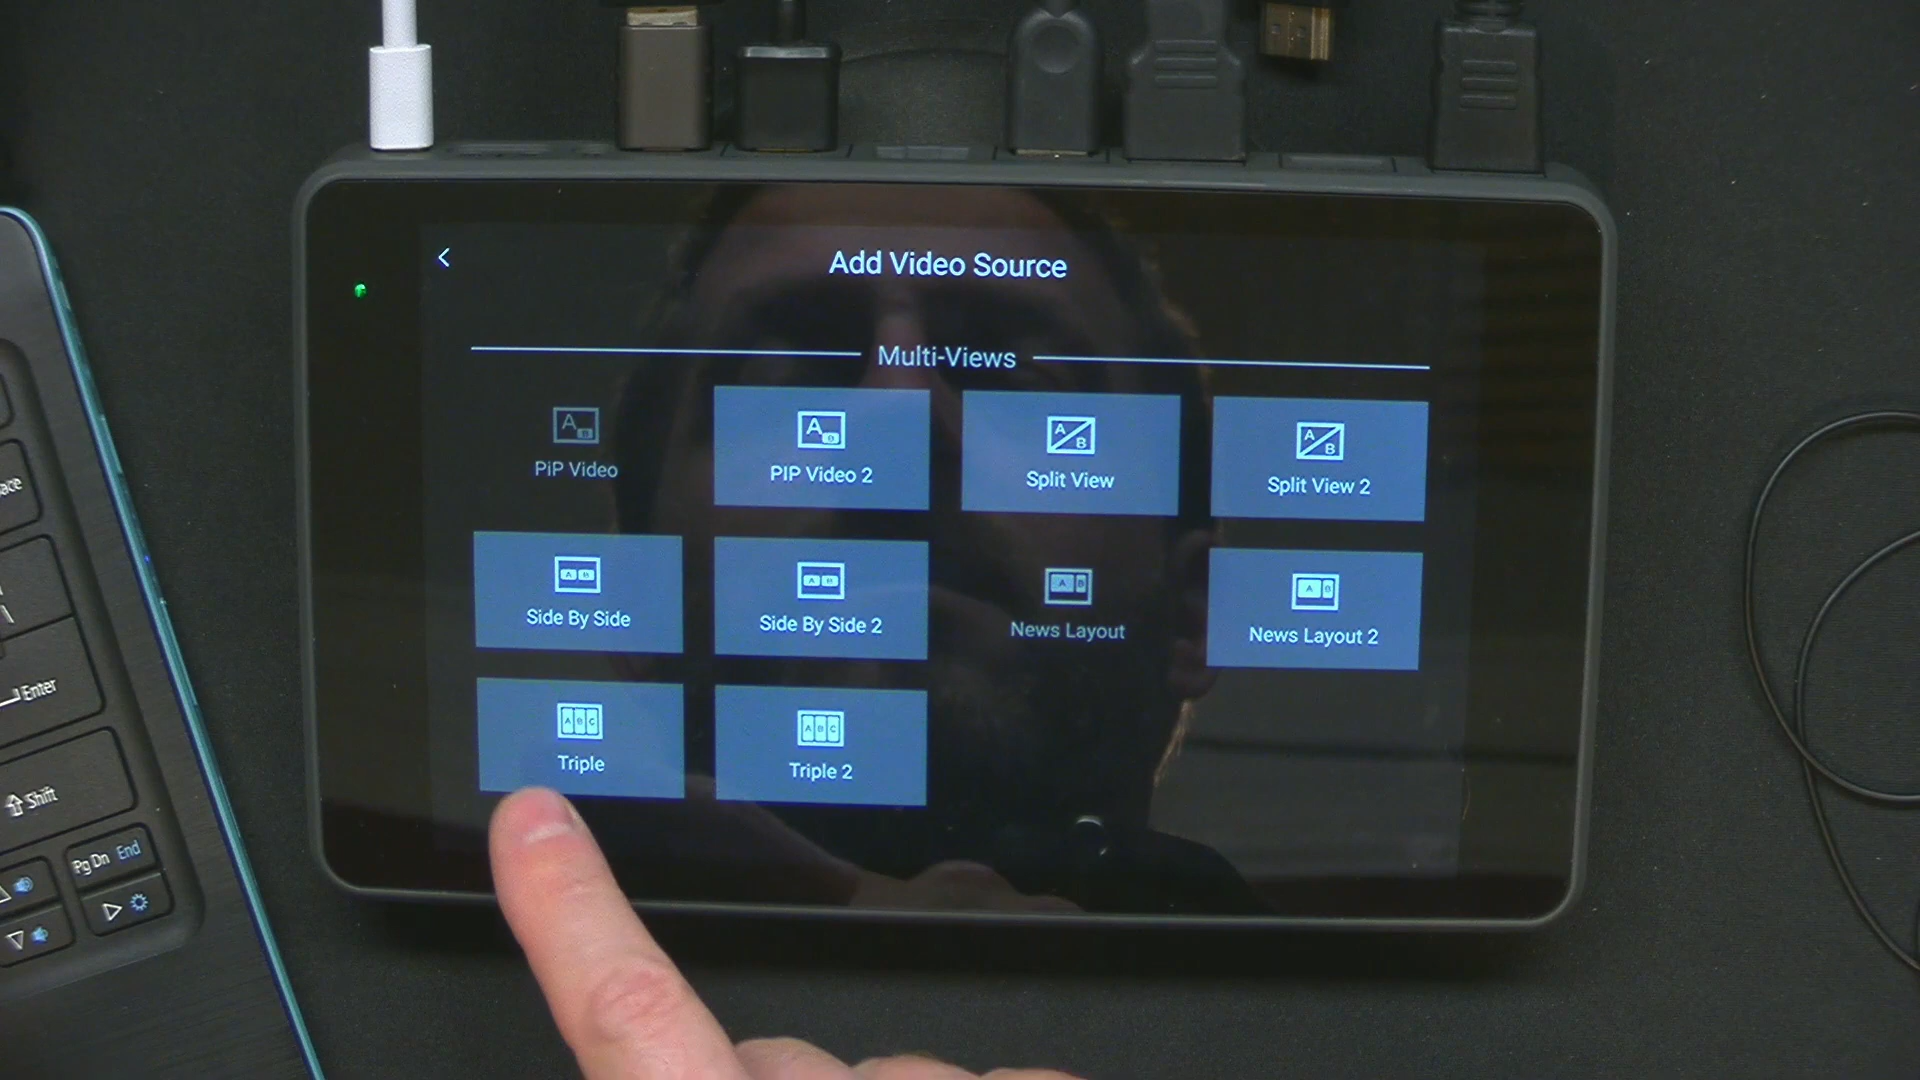 Add Video Source
Multi-Views
A B
PiP Video
A B
PIP Video 2
A B
Split View
A B
Split View 2
A B
Side By Side
A B
Side By Side 2
A B
News Layout
A B
News Layout 2
A B C
Triple
A B C
Triple 2
Enter
Shift
Pg Dn End